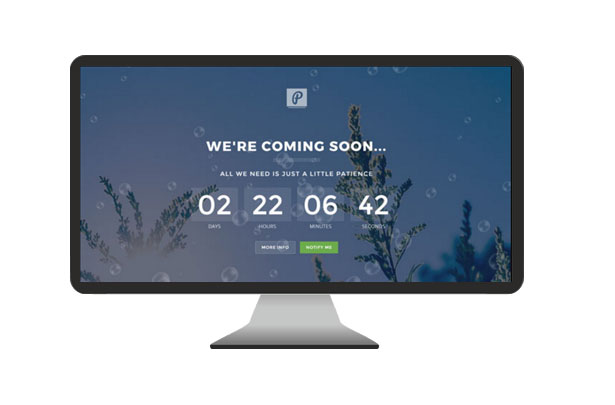 P
WE'RE COMING SOON...
ALL WE NEED IS JUST A LITTLE PATIENCE
02 22 06 42
DAYS HOURS MINUTES SECONDS
MORE INFO NOTIFY ME